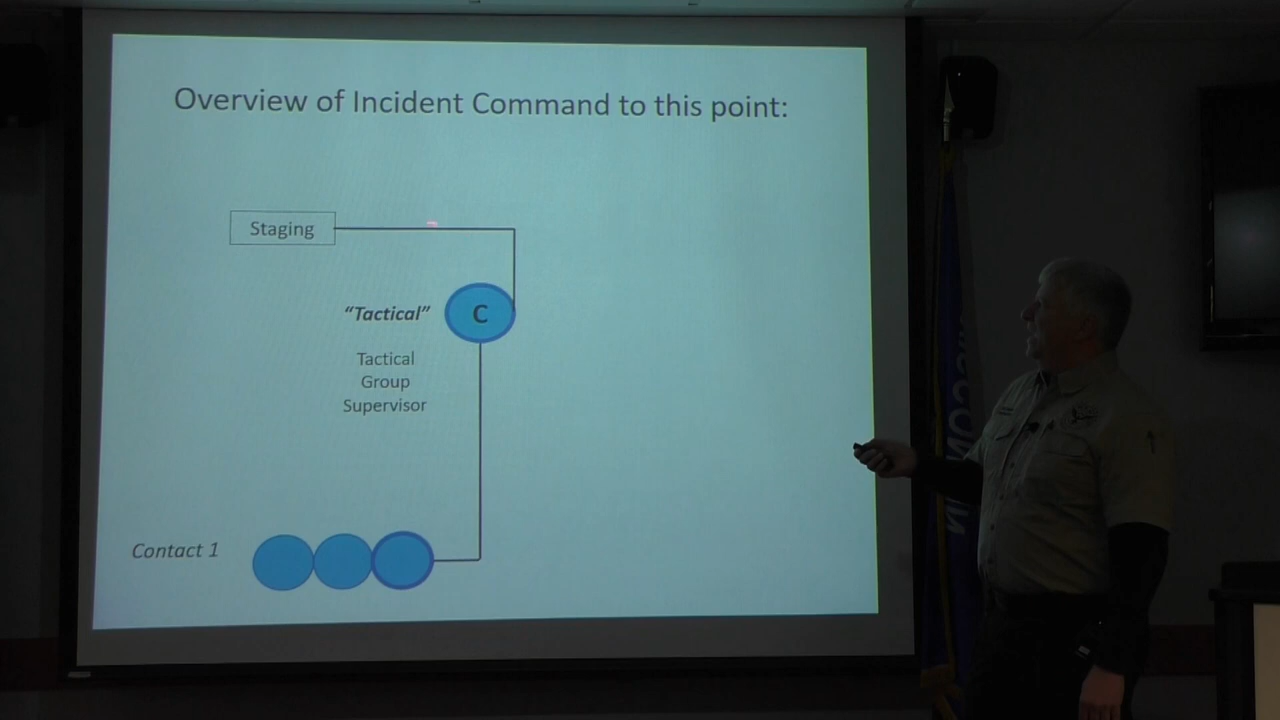 Overview of Incident Command to this point:
Staging
“Tactical”
C
Tactical
Group
Supervisor
Contact 1